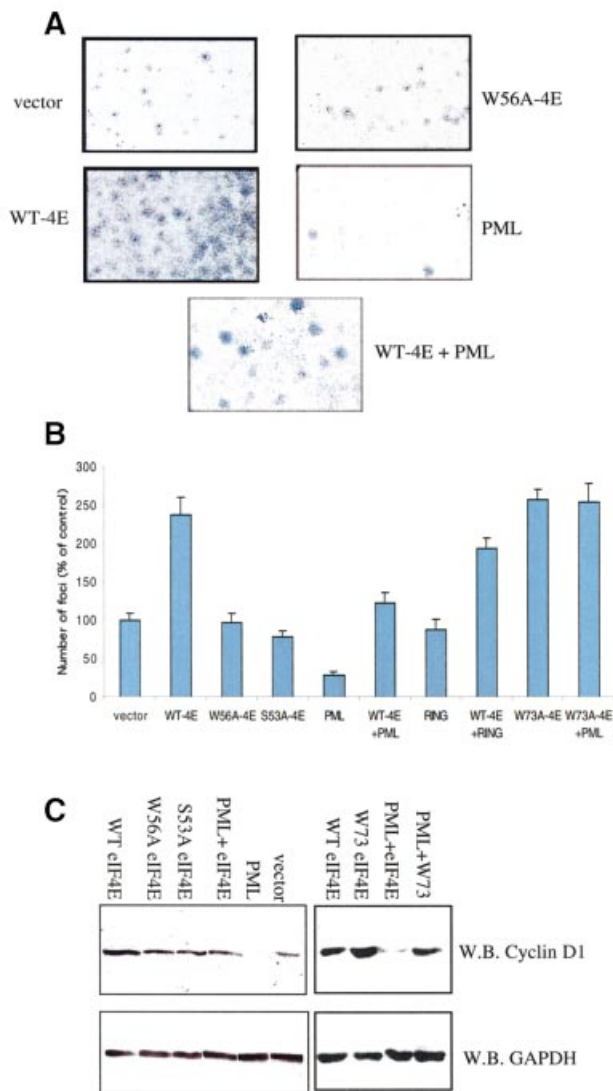 A
vector
W56A-4E
WT-4E
PML
WT-4E + PML
B
Number of foci (% of control)
300
250
200
150
100
50
0
vector
WT-4E
W56A-4E
S53A-4E
PML
WT-4E
+PML
RING
WT-4E
+RING
W73A-4E
W73A-4E
+PML
C
WT eIF4E
W56A eIF4E
S53A eIF4E
PML+ eIF4E
PML
vector
WT eIF4E
W73 eIF4E
PML+eIF4E
PML+W73
W.B. Cyclin D1
W.B. GAPDH